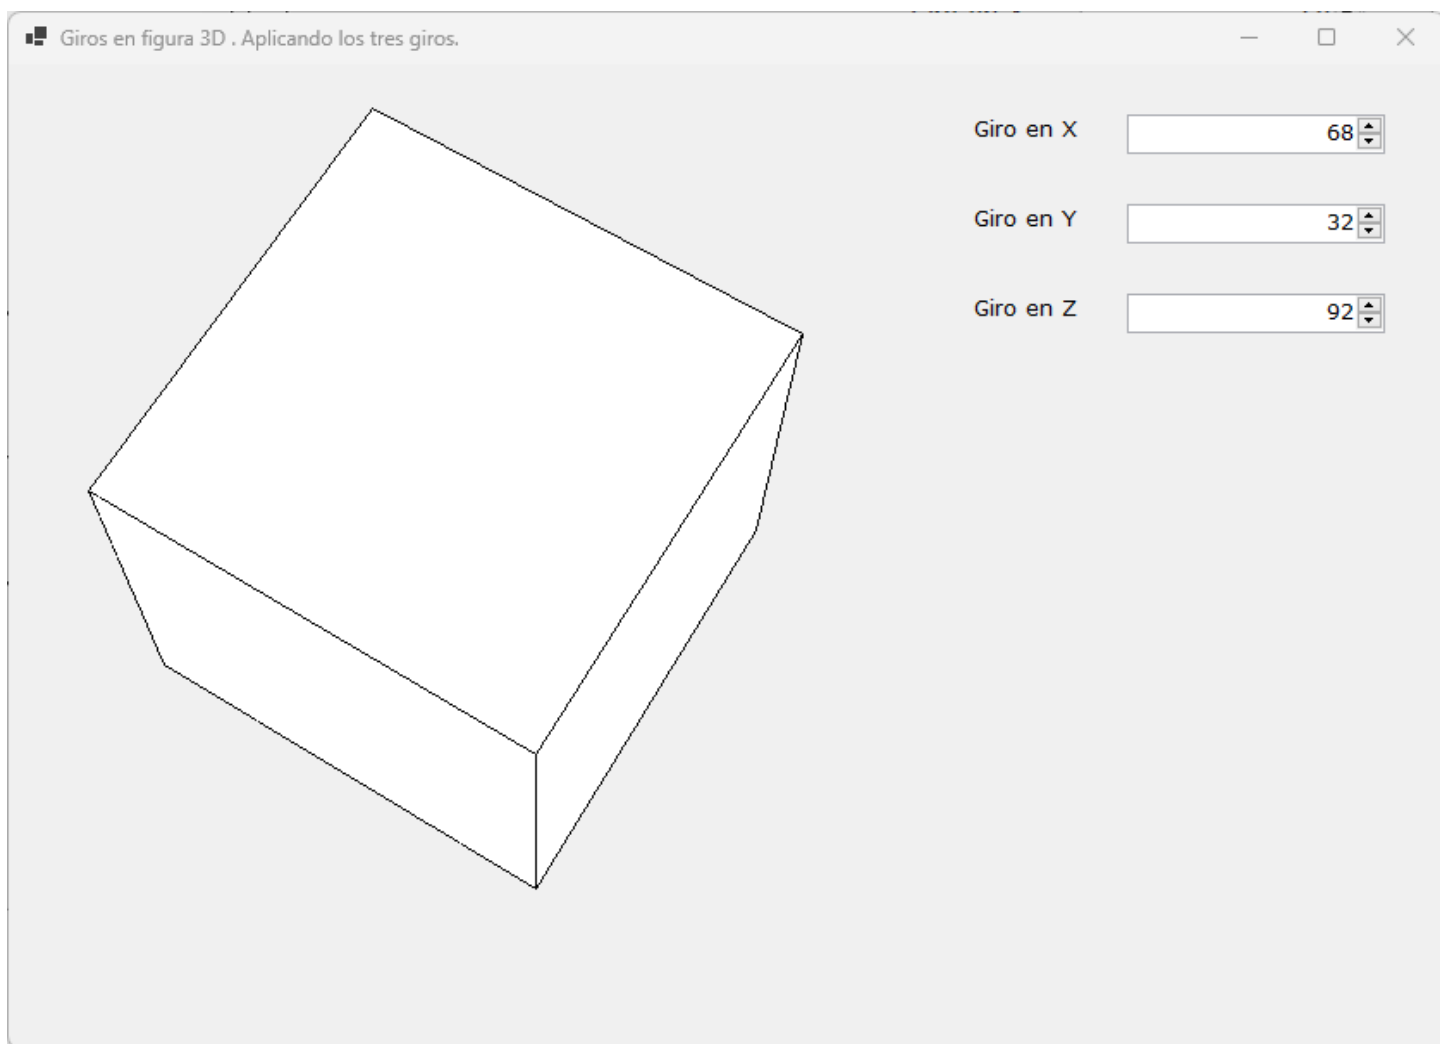 Giros en figura 3D . Aplicando los tres giros.
Giro en X 68
Giro en Y 32
Giro en Z 92